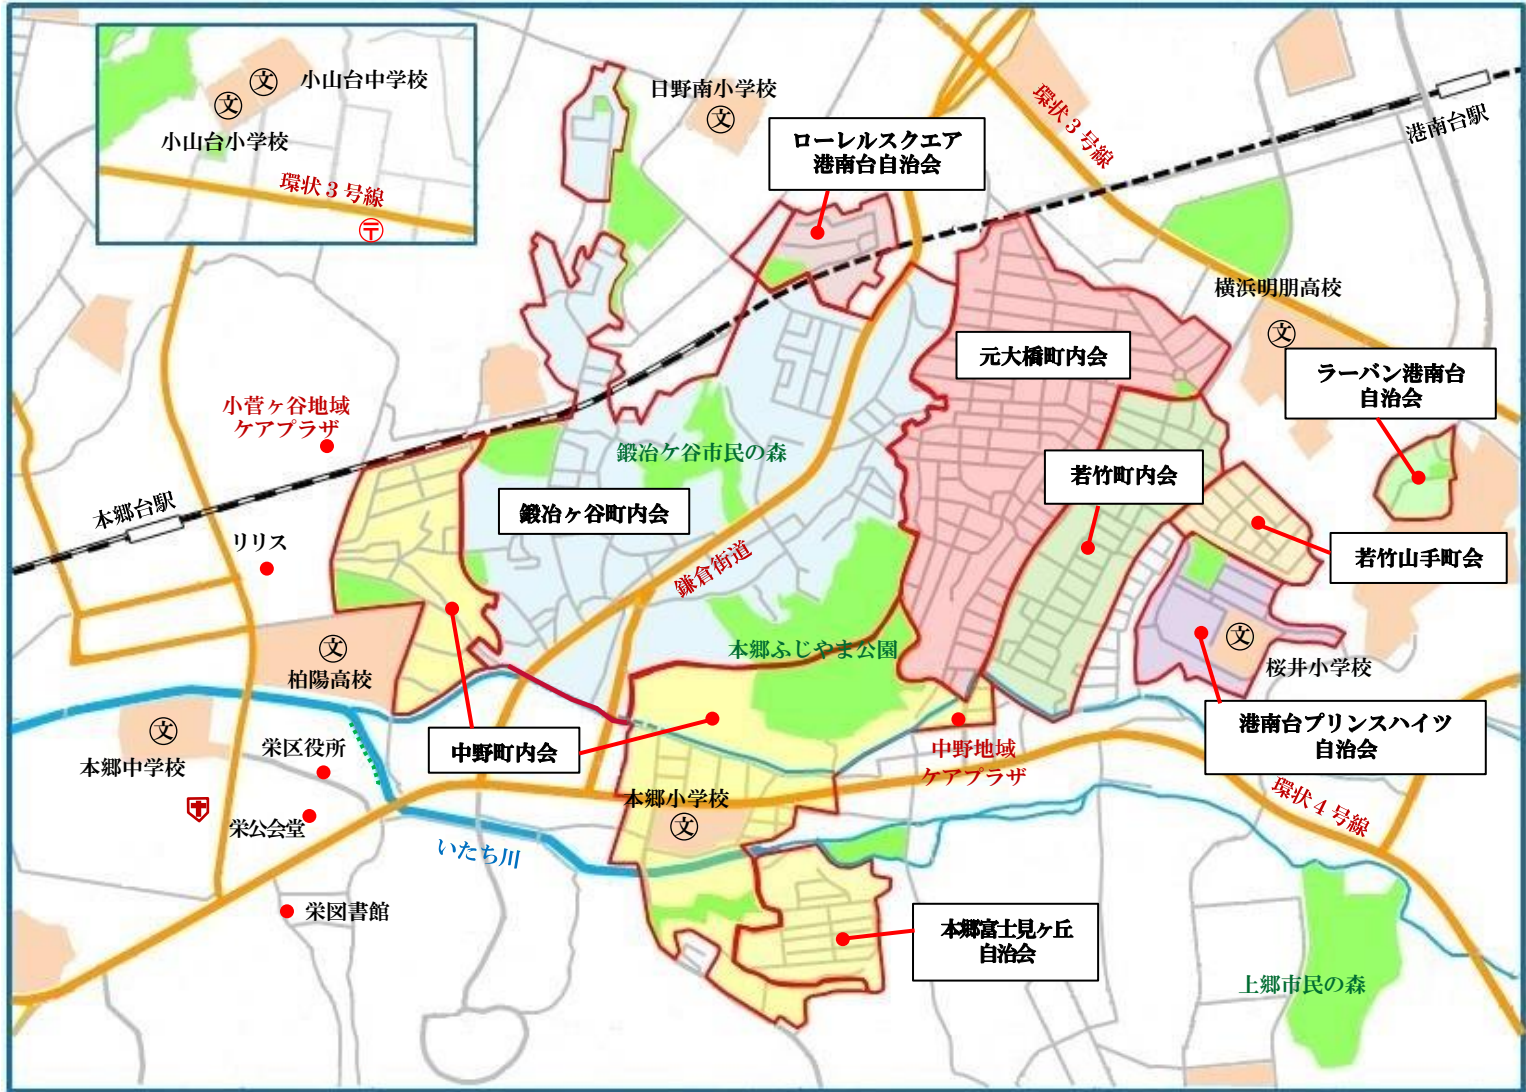 小山台中学校
文
文
小山台小学校
環状3号線
〒
日野南小学校
文
ローレルスクエア
港南台自治会
環状3号線
港南台駅
横浜明朋高校
文
元大橋町内会
ラーバン港南台
自治会
小菅ヶ谷地域
ケアプラザ
鍛冶ケ谷市民の森
若竹町内会
鍛冶ヶ谷町内会
本郷台駅
リリス
若竹山手町会
鎌倉街道
本郷ふじやま公園
文
柏陽高校
文
桜井小学校
文
本郷中学校
栄区役所
中野町内会
中野地域
ケアプラザ
港南台プリンスハイツ
自治会
本郷小学校
文
環状4号線
栄公会堂
いたち川
栄図書館
本郷富士見ヶ丘
自治会
上郷市民の森